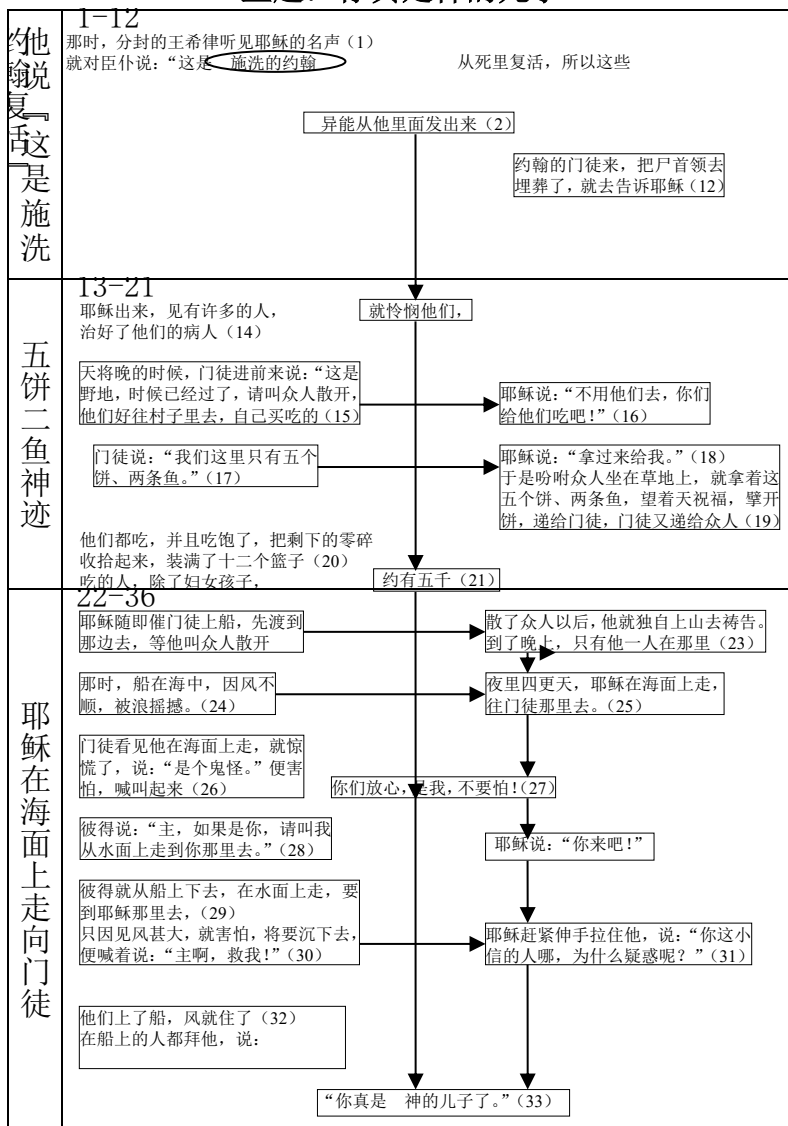 1-12
他说『这是施洗
约翰复活』
那时，分封的王希律听见耶稣的名声（1）
就对臣仆说：“这是 施洗的约翰 从死里复活，所以这些
异能从他里面发出来（2）
约翰的门徒来，把尸首领去
埋葬了，就去告诉耶稣（12）
13-21
五饼二鱼神迹
耶稣出来，见有许多的人，
就怜悯他们，
治好了他们的病人（14）
天将晚的时候，门徒进前来说：“这是
野地，时候已经过了，请叫众人散开，
他们好往村子里去，自己买吃的（15）
耶稣说：“不用他们去，你们
给他们吃吧！”（16）
门徒说：“我们这里只有五个
饼、两条鱼。”（17）
耶稣说：“拿过来给我。”（18）
于是吩咐众人坐在草地上，就拿着这
五个饼、两条鱼，望着天祝福，擘开
饼，递给门徒，门徒又递给众人（19）
他们都吃，并且吃饱了，把剩下的零碎
收拾起来，装满了十二个篮子（20）
吃的人，除了妇女孩子，
约有五千（21）
22-36
耶稣在海面上走向门徒
耶稣随即催门徒上船，先渡到
那边去，等他叫众人散开
散了众人以后，他就独自上山去祷告。
到了晚上，只有他一人在那里（23）
那时，船在海中，因风不
顺，被浪摇撼。（24）
夜里四更天，耶稣在海面上走，
往门徒那里去。（25）
门徒看见他在海面上走，就惊
慌了，说：“是个鬼怪。”便害
怕，喊叫起来（26）
你们放心，是我，不要怕！（27）
彼得说：“主，如果是你，请叫我
从水面上走到你那里去。”（28）
耶稣说：“你来吧！”
彼得就从船上下去，在水面上走，要
到耶稣那里去，（29）
只因见风甚大，就害怕，将要沉下去，
便喊着说：“主啊，救我！”（30）
耶稣赶紧伸手拉住他，说：“你这小
信的人哪，为什么疑惑呢？”（31）
他们上了船，风就住了（32）
在船上的人都拜他，说：
“你真是 神的儿子了。”（33）